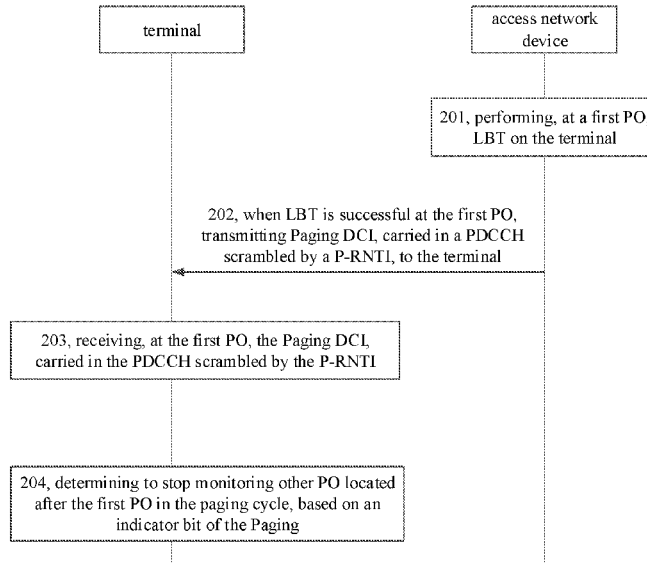 terminal
access network
device
201, performing, at a first PO,
LBT on the terminal
202, when LBT is successful at the first PO,
transmitting Paging DCI, carried in a PDCCH
scrambled by a P-RNTI, to the terminal
203, receiving, at the first PO, the Paging DCI,
carried in the PDCCH scrambled by the P-RNTI
204, determining to stop monitoring other PO located
after the first PO in the paging cycle, based on an
indicator bit of the Paging